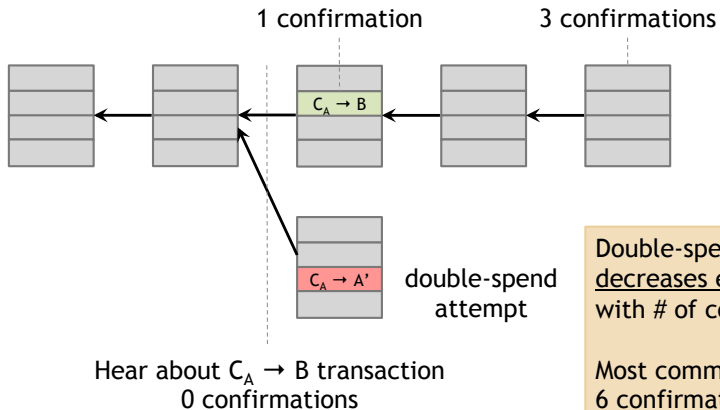 1 confirmation
3 confirmations
C_A → B
C_A → A'
double-spend
attempt
Hear about C_A → B transaction
0 confirmations
Double-spe
decreases e
with # of co
Most comm
6 confirmat